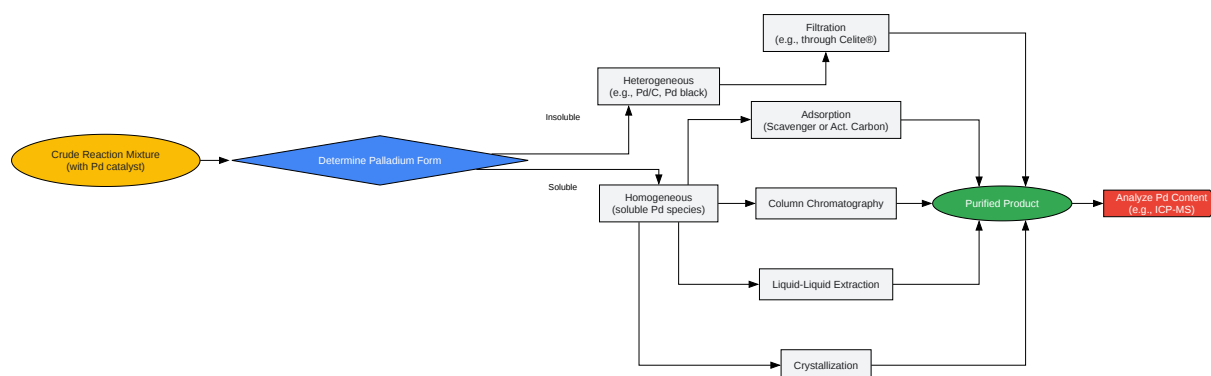 Filtration
(e.g., through Celite®)
Heterogeneous
(e.g., Pd/C, Pd black)
Insoluble
Adsorption
(Scavenger or Act. Carbon)
Crude Reaction Mixture
(with Pd catalyst)
Determine Palladium Form
Soluble
Homogeneous
(soluble Pd species)
Column Chromatography
Purified Product
Analyze Pd Content
(e.g., ICP-MS)
Liquid-Liquid Extraction
Crystallization